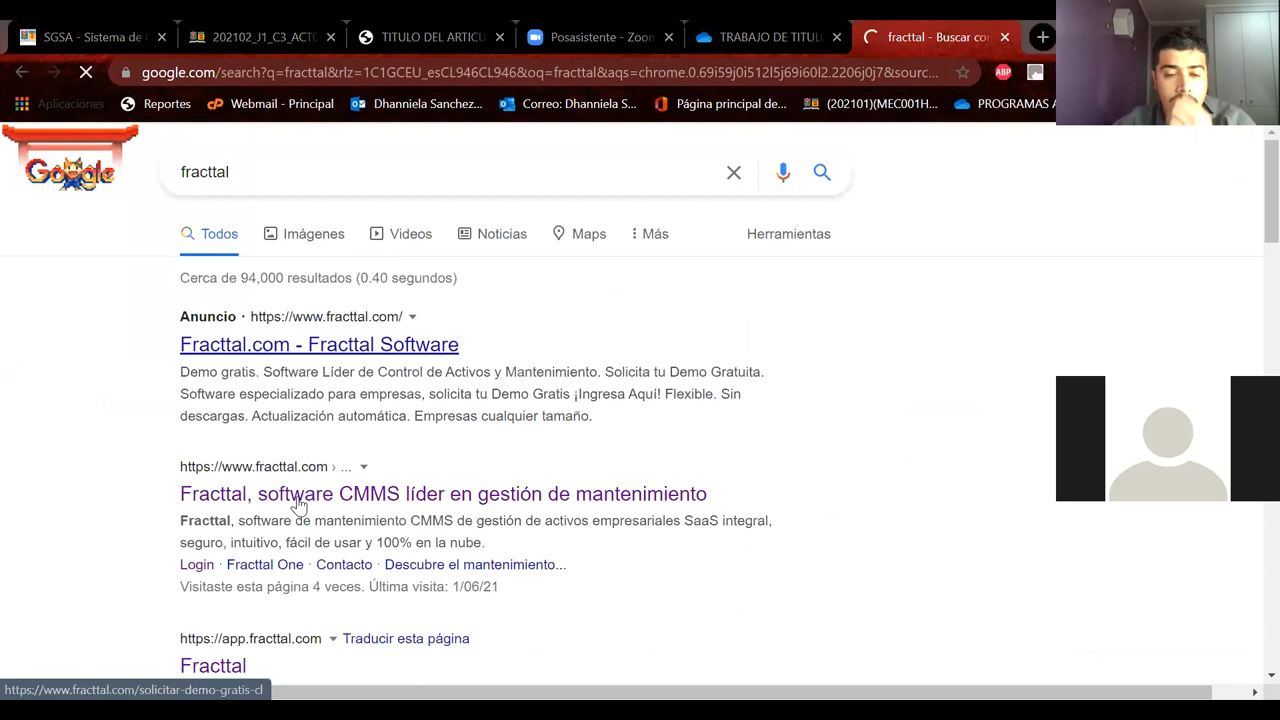 SGSA - Sistema de
202102_J1_C3_ACTO
TITULO DEL ARTICU
Posasistente - Zoom
TRABAJO DE TITUL
fracttal - Buscar co
google.com/search?q=fracttal&rlz=1C1GCEU_esCL946CL946&oq=fracttal&aqs=chrome.0.69i59j0i512l5j69i60l2.2206j0j7&sourc...
ABP
Aplicaciones
Reportes
Webmail - Principal
Dhanniela Sanchez...
Correo: Dhanniela S...
Página principal de...
(202101)(MEC001H...
PROGRAMAS A
Google
fracttal
Todos
Imágenes
Videos
Noticias
Maps
Más
Herramientas
Cerca de 94,000 resultados (0.40 segundos)
Anuncio · https://www.fracttal.com/
Fracttal.com - Fracttal Software
Demo gratis. Software Líder de Control de Activos y Mantenimiento. Solicita tu Demo Gratuita.
Software especializado para empresas, solicita tu Demo Gratis ¡Ingresa Aquí! Flexible. Sin
descargas. Actualización automática. Empresas cualquier tamaño.
https://www.fracttal.com › ...
Fracttal, software CMMS líder en gestión de mantenimiento
Fracttal, software de mantenimiento CMMS de gestión de activos empresariales SaaS integral,
seguro, intuitivo, fácil de usar y 100% en la nube.
Login · Fracttal One · Contacto · Descubre el mantenimiento...
Visitaste esta página 4 veces. Última visita: 1/06/21
https://app.fracttal.com Traducir esta página
Fracttal
https://www.fracttal.com/solicitar-demo-gratis-cl